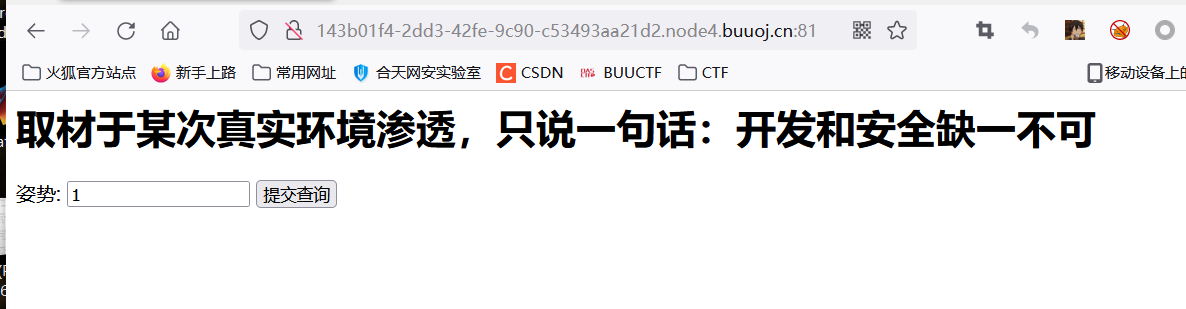 143b01f4-2dd3-42fe-9c90-c53493aa21d2.node4.buuoj.cn:81
火狐官方站点 新手上路 常用网址 合天网安实验室 CSDN BUUCTF CTF 移动设备上的
取材于某次真实环境渗透，只说一句话：开发和安全缺一不可
姿势: 1 提交查询